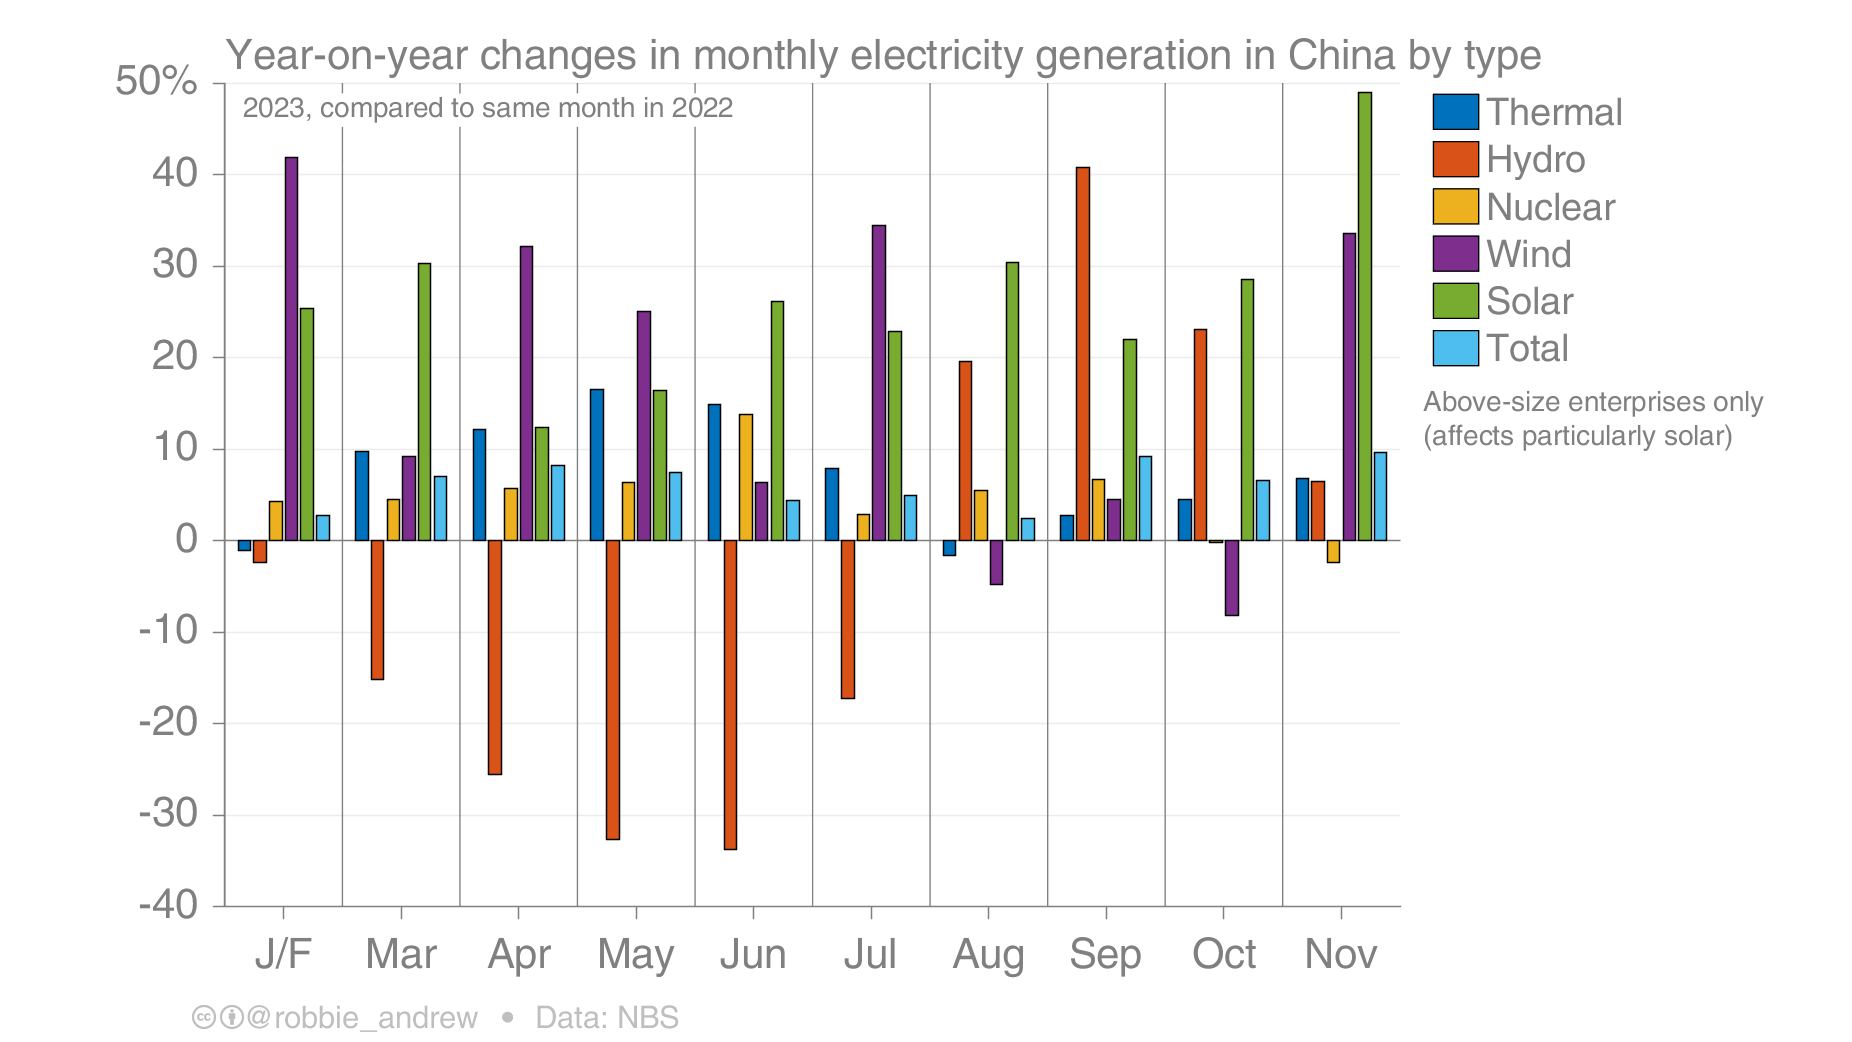 Year-on-year changes in monthly electricity generation in China by type
50%
2023, compared to same month in 2022
40
30
20
10
0
-10
-20
-30
-40
J/F Mar Apr May Jun Jul Aug Sep Oct Nov
Thermal
Hydro
Nuclear
Wind
Solar
Total
Above-size enterprises only
(affects particularly solar)
cc @robbie_andrew • Data: NBS